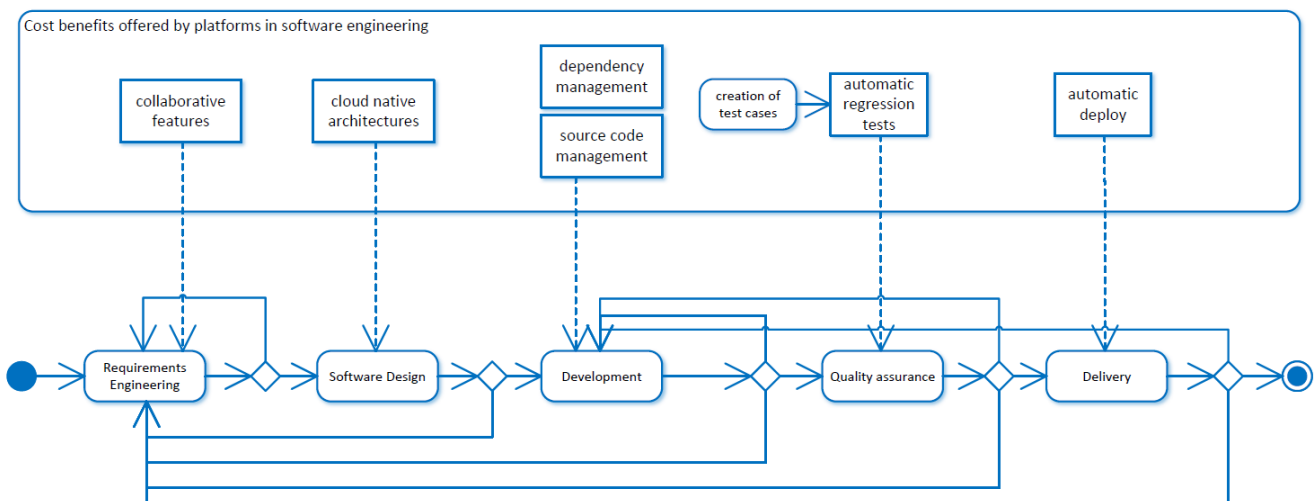 Cost benefits offered by platforms in software engineering
collaborative
features
cloud native
architectures
dependency
management
source code
management
creation of
test cases
automatic
regression
tests
automatic
deploy
Requirements
Engineering
Software Design
Development
Quality assurance
Delivery